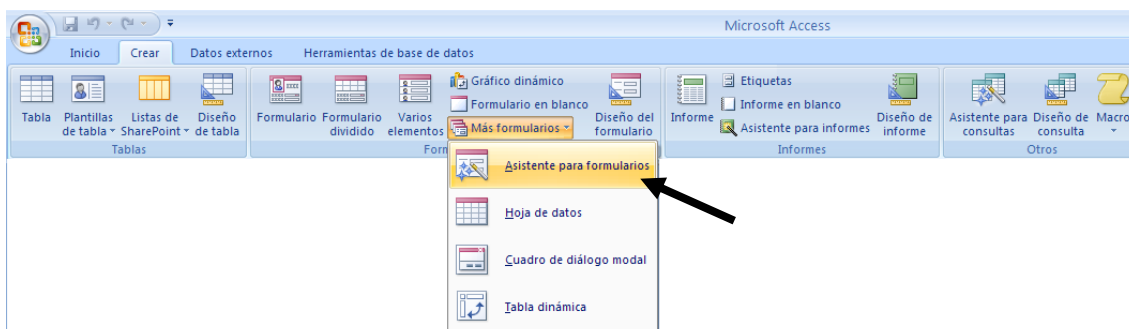 Microsoft Access
Inicio Crear Datos externos Herramientas de base de datos
Tabla
Plantillas
de tabla
Listas de
SharePoint
Diseño
de tabla
Tablas
Formulario
Formulario
dividido
Varios
elementos
Gráfico dinámico
Formulario en blanco
Más formularios
Diseño del
formulario
Form
Informe
Etiquetas
Informe en blanco
Asistente para informes
Diseño de
informe
Informes
Asistente para
consultas
Diseño de
consulta
Macro
Otros
Asistente para formularios
Hoja de datos
Cuadro de diálogo modal
Tabla dinámica